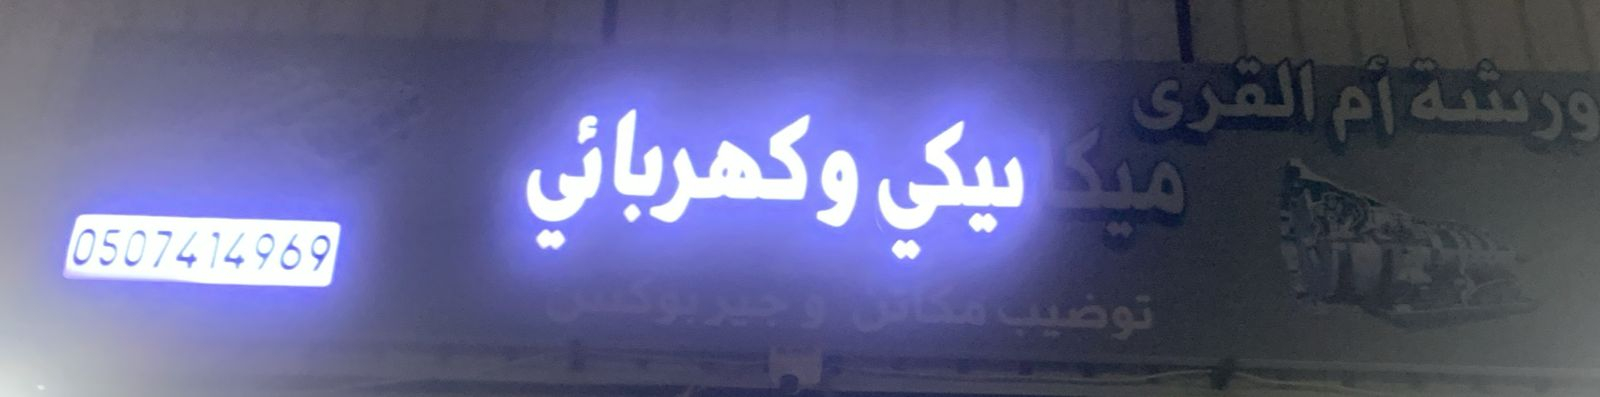 ورشة أم القرى
ميكانيكي وكهربائي
توضيب مكائن و جير بوكس
0507414969